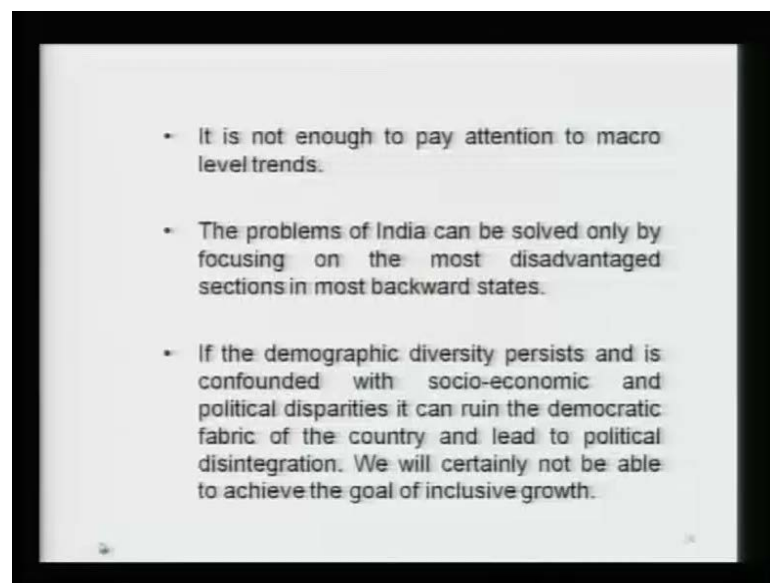 • It is not enough to pay attention to macro
level trends.
• The problems of India can be solved only by
focusing on the most disadvantaged
sections in most backward states.
• If the demographic diversity persists and is
confounded with socio-economic and
political disparities it can ruin the democratic
fabric of the country and lead to political
disintegration. We will certainly not be able
to achieve the goal of inclusive growth.